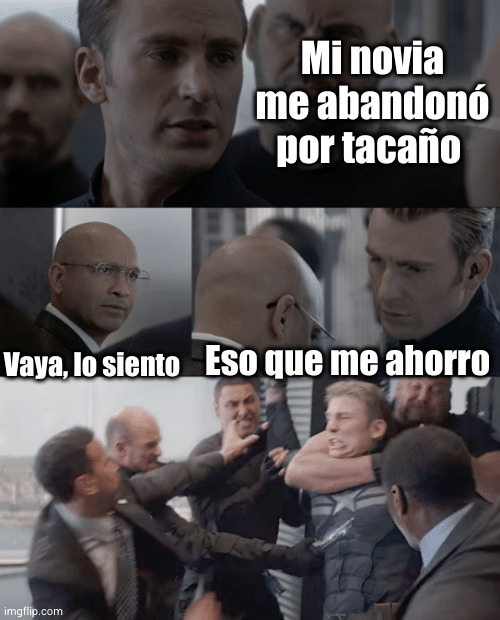 Mi novia
me abandonó
por tacaño
Vaya, lo siento
Eso que me ahorro
imgflip.com